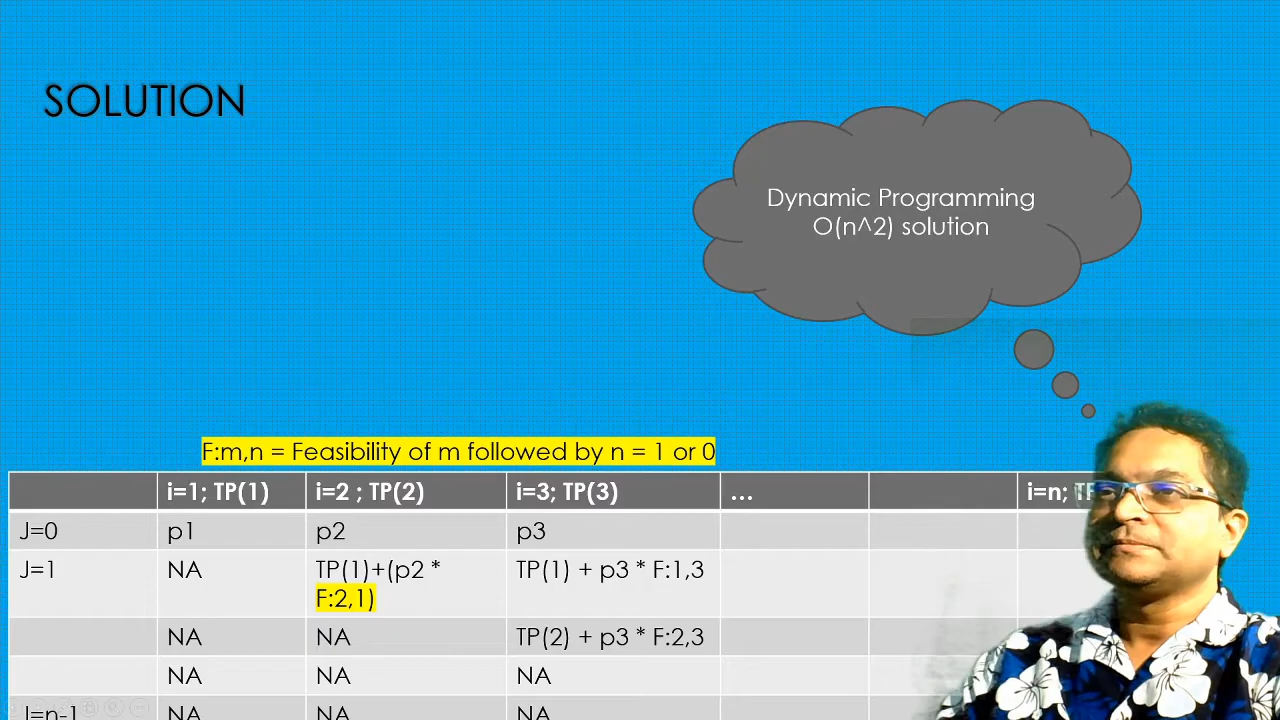 SOLUTION
Dynamic Programming
O(n^2) solution
F:m,n = Feasibility of m followed by n = 1 or 0
i=1; TP(1) i=2 ; TP(2) i=3; TP(3) ... i=n;
J=0 p1 p2 p3
J=1 NA TP(1)+(p2 * TP(1) + p3 * F:1,3
F:2,1)
NA NA TP(2) + p3 * F:2,3
NA NA NA
J=n-1 NA NA NA